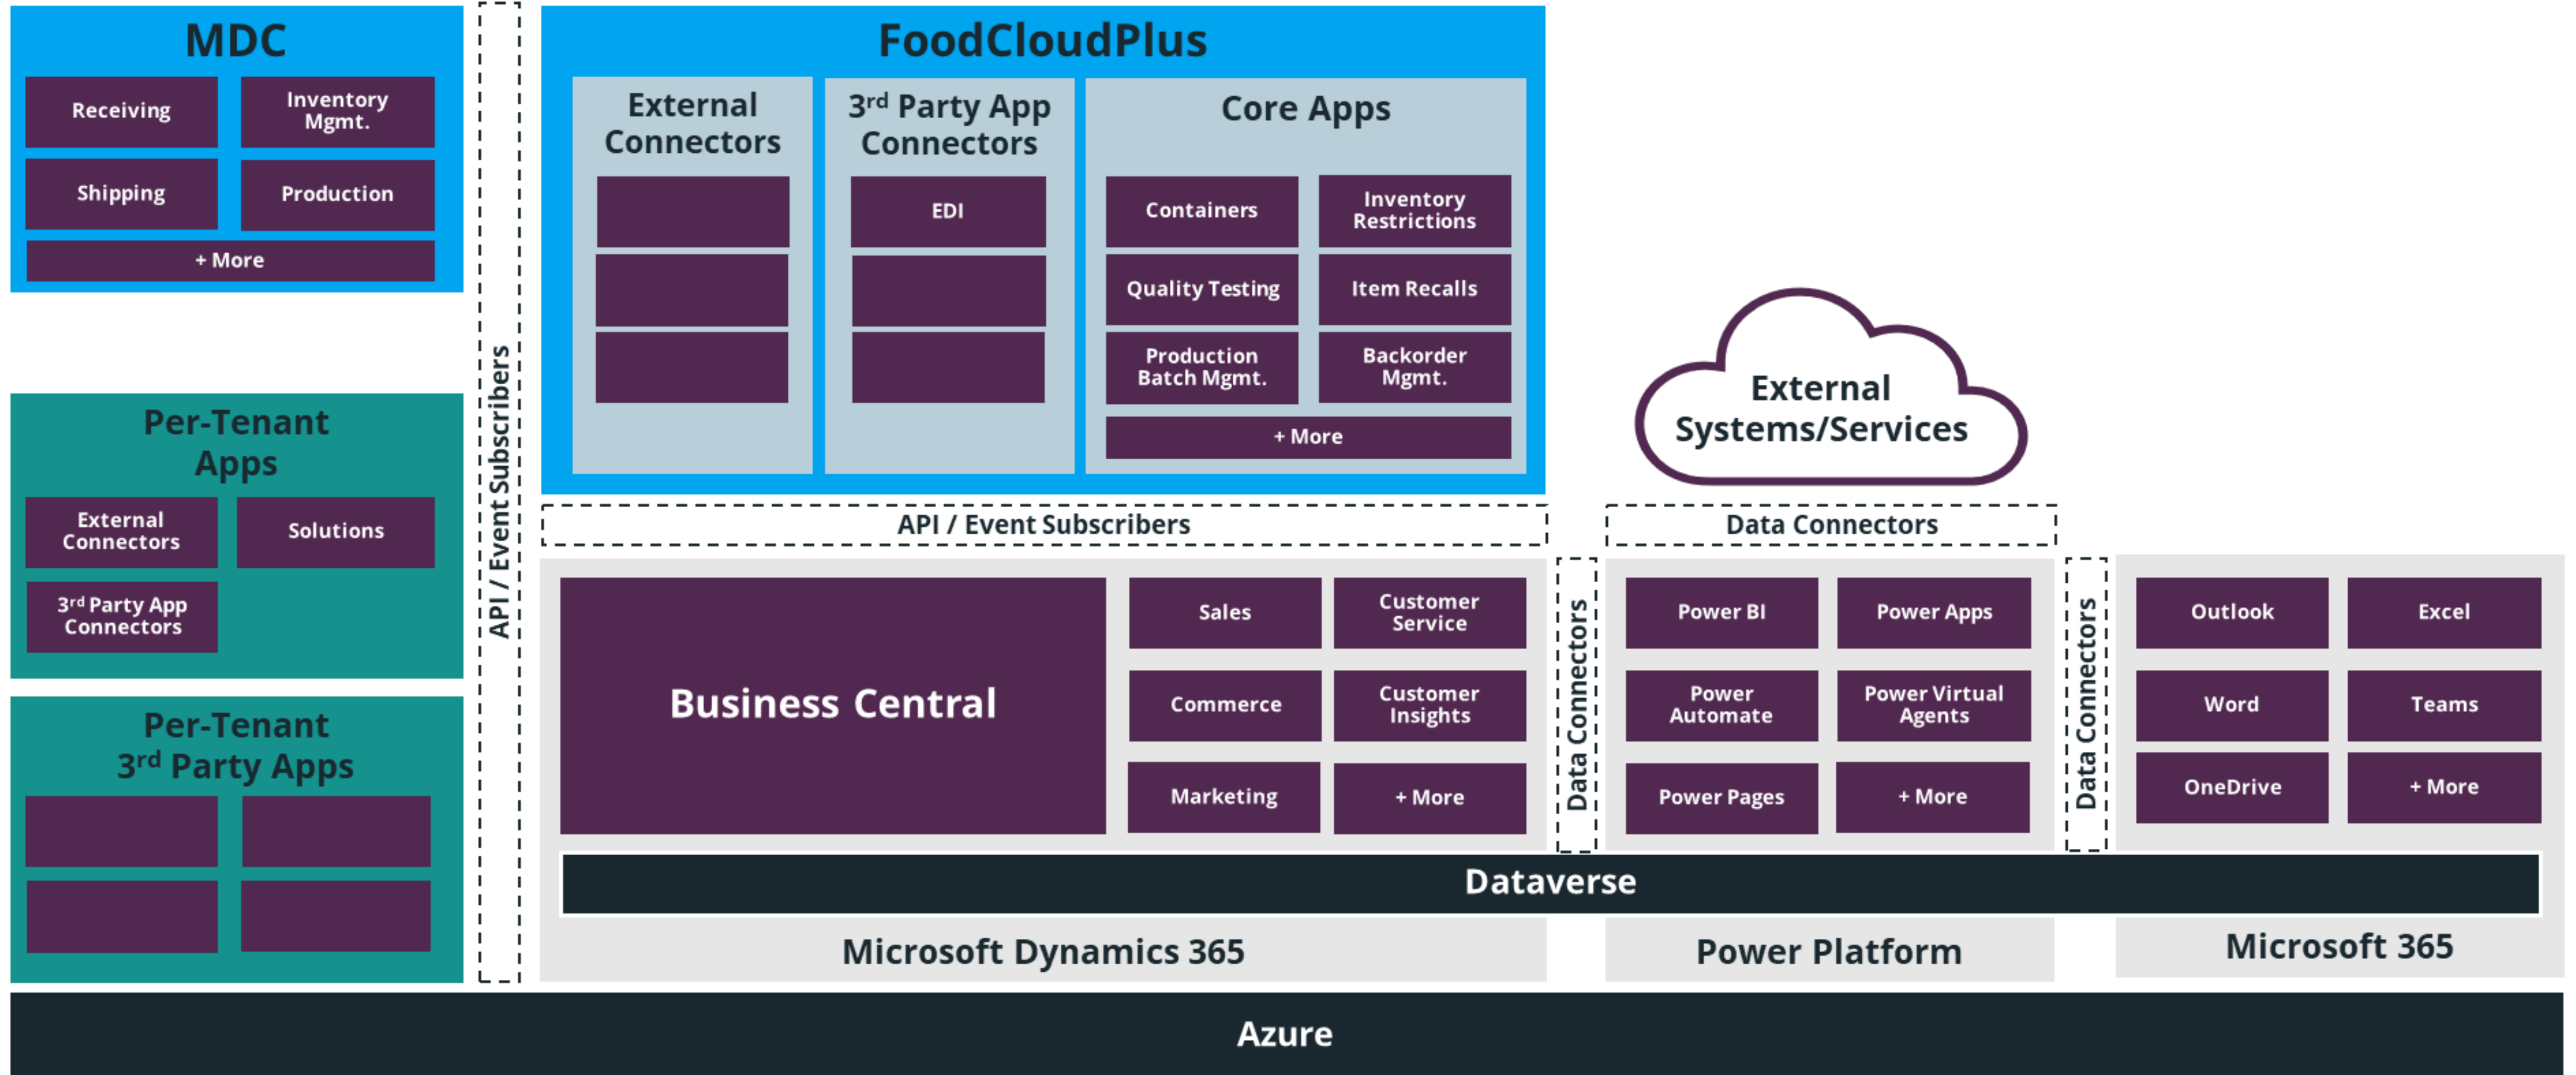 MDC
Receiving
Inventory
Mgmt.
Shipping
Production
+ More
Per-Tenant
Apps
External
Connectors
Solutions
3rd Party App
Connectors
Per-Tenant
3rd Party Apps
API / Event Subscribers
FoodCloudPlus
External
Connectors
3rd Party App
Connectors
EDI
Core Apps
Containers
Inventory
Restrictions
Quality Testing
Item Recalls
Production
Batch Mgmt.
Backorder
Mgmt.
+ More
API / Event Subscribers
External
Systems/Services
Data Connectors
Business Central
Sales
Customer
Service
Commerce
Customer
Insights
Marketing
+ More
Data Connectors
Power BI
Power Apps
Power
Automate
Power Virtual
Agents
Power Pages
+ More
Data Connectors
Outlook
Excel
Word
Teams
OneDrive
+ More
Dataverse
Microsoft Dynamics 365
Power Platform
Microsoft 365
Azure